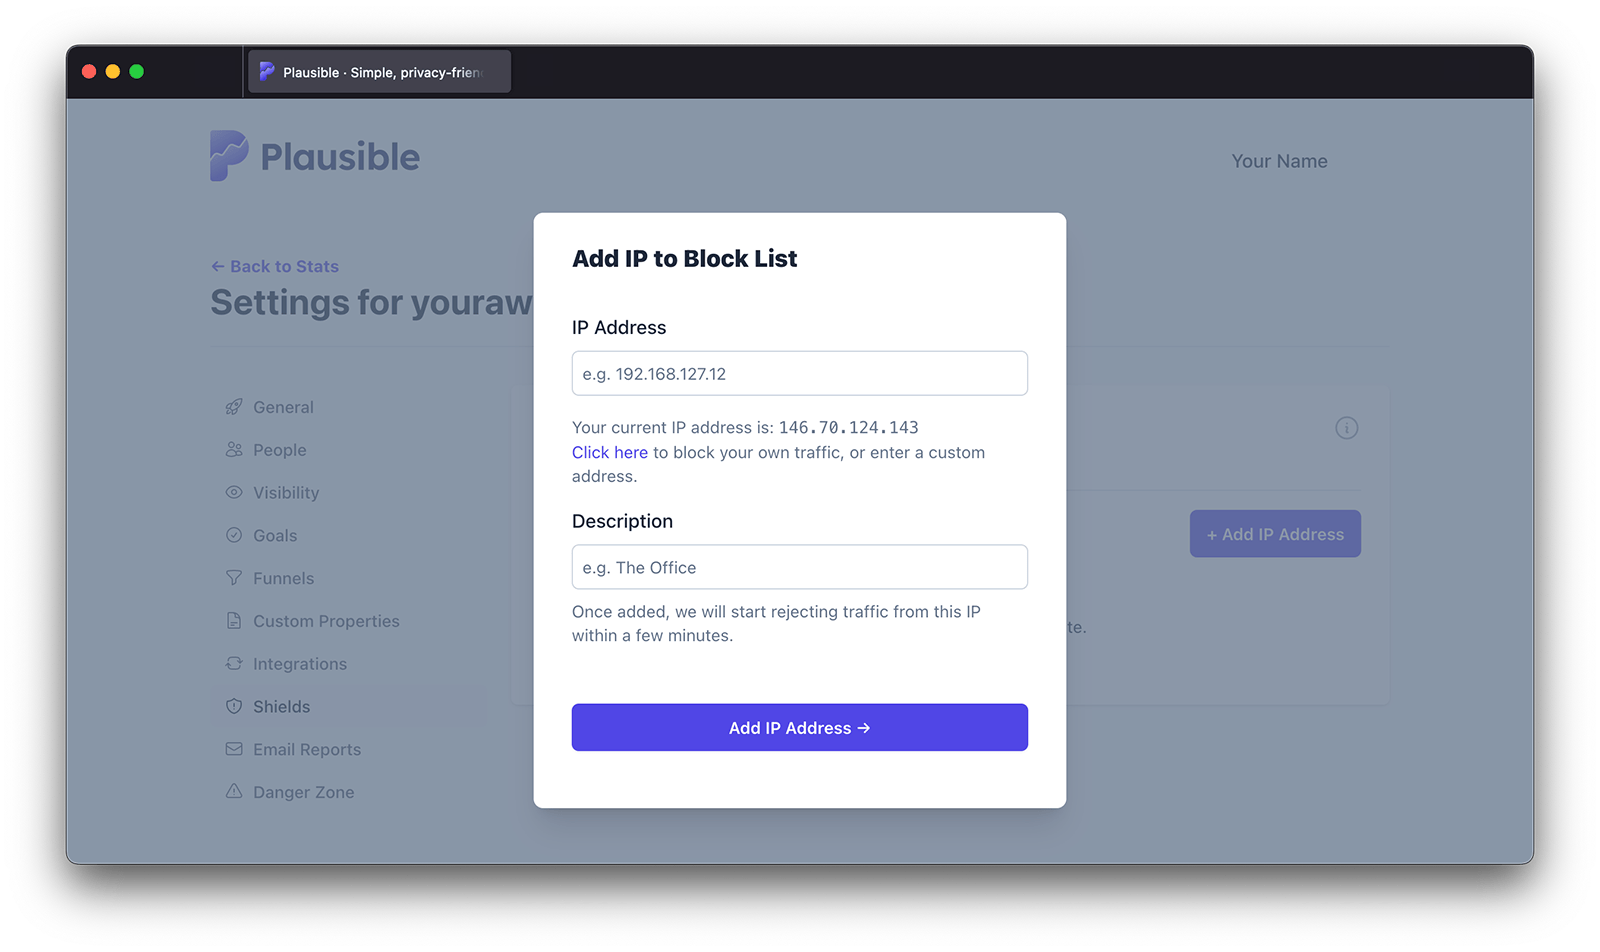 Plausible · Simple, privacy-frien
Plausible
Your Name
← Back to Stats
Settings for youraw
General
People
Visibility
Goals
Funnels
Custom Properties
Integrations
Shields
Email Reports
Danger Zone
Add IP to Block List
IP Address
e.g. 192.168.127.12
Your current IP address is: 146.70.124.143
Click here to block your own traffic, or enter a custom
address.
Description
e.g. The Office
Once added, we will start rejecting traffic from this IP
within a few minutes.
Add IP Address →
+ Add IP Address
te.